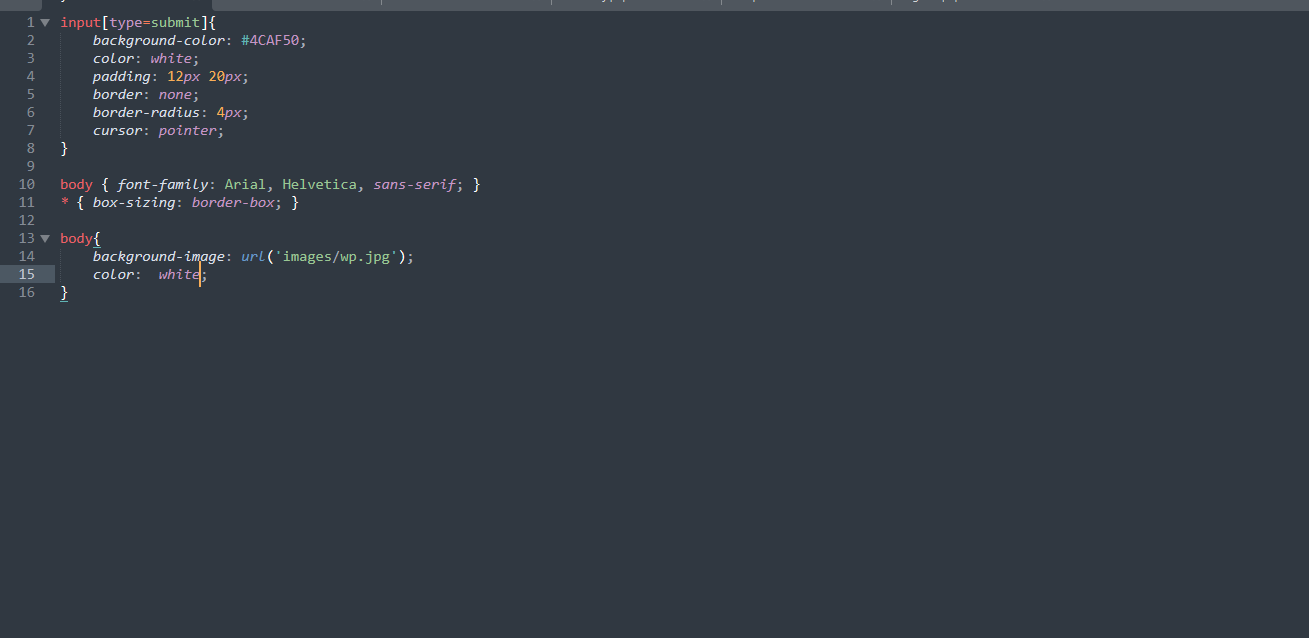 1 input[type=submit]{
2 background-color: #4CAF50;
3 color: white;
4 padding: 12px 20px;
5 border: none;
6 border-radius: 4px;
7 cursor: pointer;
8 }
9
10 body { font-family: Arial, Helvetica, sans-serif; }
11 * { box-sizing: border-box; }
12
13 body{
14 background-image: url('images/wp.jpg');
15 color:  white;
16 }